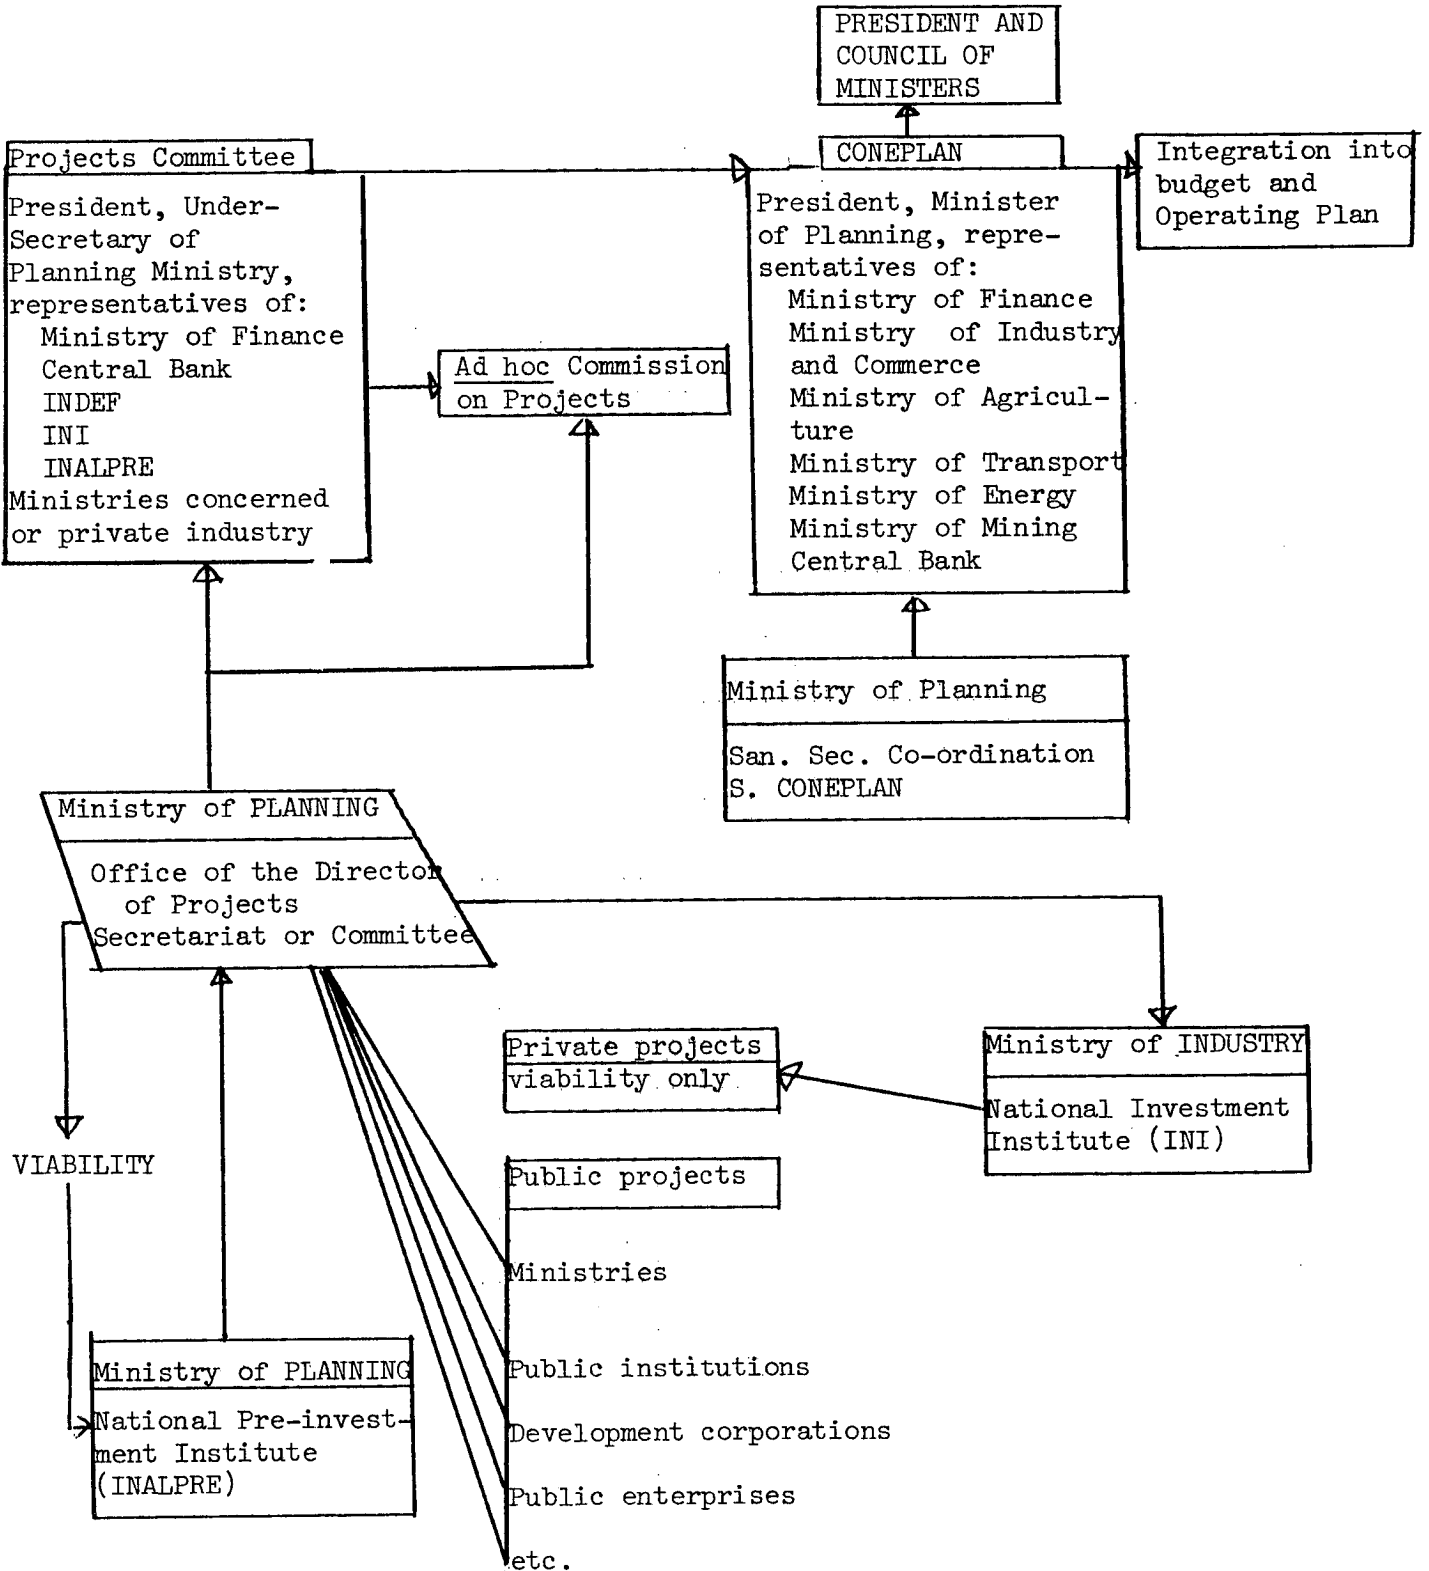 PRESIDENT AND
COUNCIL OF
MINISTERS
Projects Committee
President, Under-
Secretary of
Planning Ministry,
representatives of:
Ministry of Finance
Central Bank
INDEF
INI
INALPRE
Ministries concerned
or private industry
Ad hoc Commission
on Projects
CONEPLAN
President, Minister
of Planning, repre-
sentatives of:
Ministry of Finance
Ministry of Industry
and Commerce
Ministry of Agricul-
ture
Ministry of Transport
Ministry of Energy
Ministry of Mining
Central Bank
Integration into
budget and
Operating Plan
Ministry of Planning
San. Sec. Co-ordination
S. CONEPLAN
Ministry of PLANNING
Office of the Director
of Projects
Secretariat or Committee
VIABILITY
Ministry of PLANNING
National Pre-invest-
ment Institute
(INALPRE)
Private projects
viability only
Public projects
Ministries
Public institutions
Development corporations
Public enterprises
etc.
Ministry of INDUSTRY
National Investment
Institute (INI)